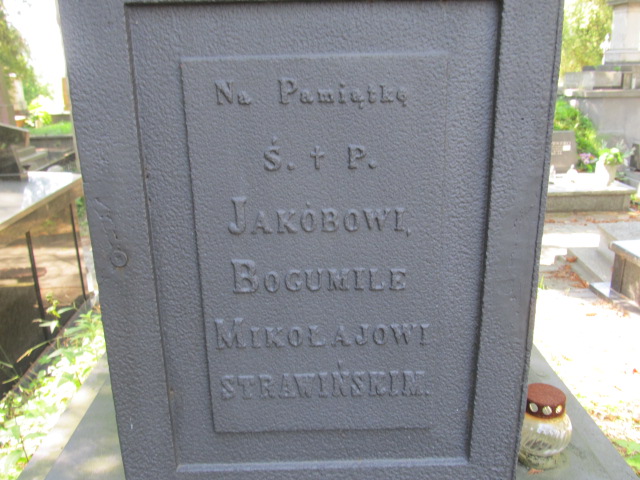 Na Pamiątkę
Ś. † P.
JAKÓBOWI,
BOGUMILE
MIKOŁAJOWI
STRAWIŃSKIM.